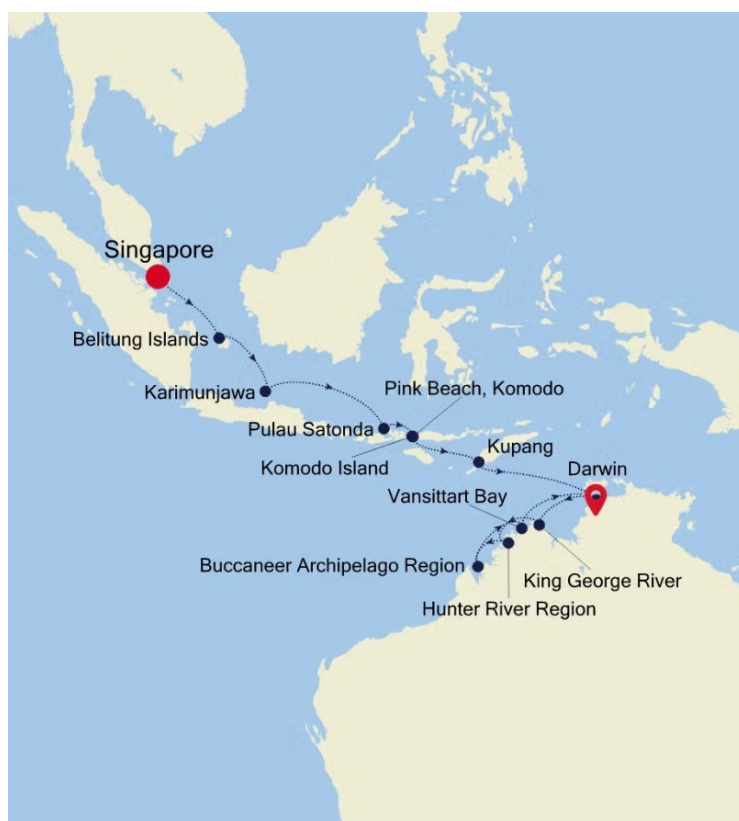 Singapore
Belitung Islands
Karimunjawa
Pink Beach, Komodo
Pulau Satonda
Komodo Island
Kupang
Darwin
Vansittart Bay
Buccaneer Archipelago Region
King George River
Hunter River Region